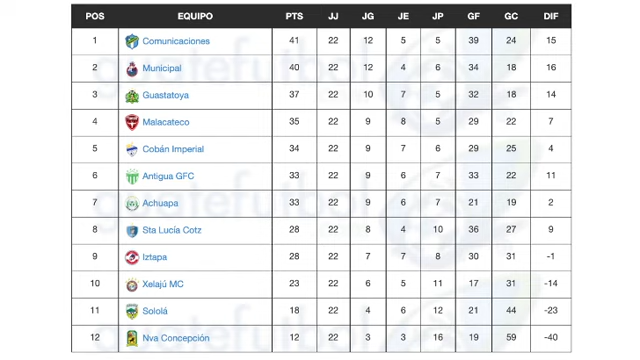 POS EQUIPO PTS JJ JG JE JP GF GC DIF
1 Comunicaciones 41 22 12 5 5 39 24 15
2 Municipal 40 22 12 4 6 34 18 16
3 Guastatoya 37 22 10 7 5 32 18 14
4 Malacateco 35 22 9 8 5 29 22 7
5 Cobán Imperial 34 22 9 7 6 29 25 4
6 Antigua GFC 33 22 9 6 7 33 22 11
7 Achuapa 33 22 9 6 7 21 19 2
8 Sta Lucía Cotz 28 22 8 4 10 36 27 9
9 Iztapa 28 22 7 7 8 30 31 -1
10 Xelajú MC 23 22 6 5 11 17 31 -14
11 Sololá 18 22 4 6 12 21 44 -23
12 Nva Concepción 12 22 3 3 16 19 59 -40
guatefutbol
guatefutbol